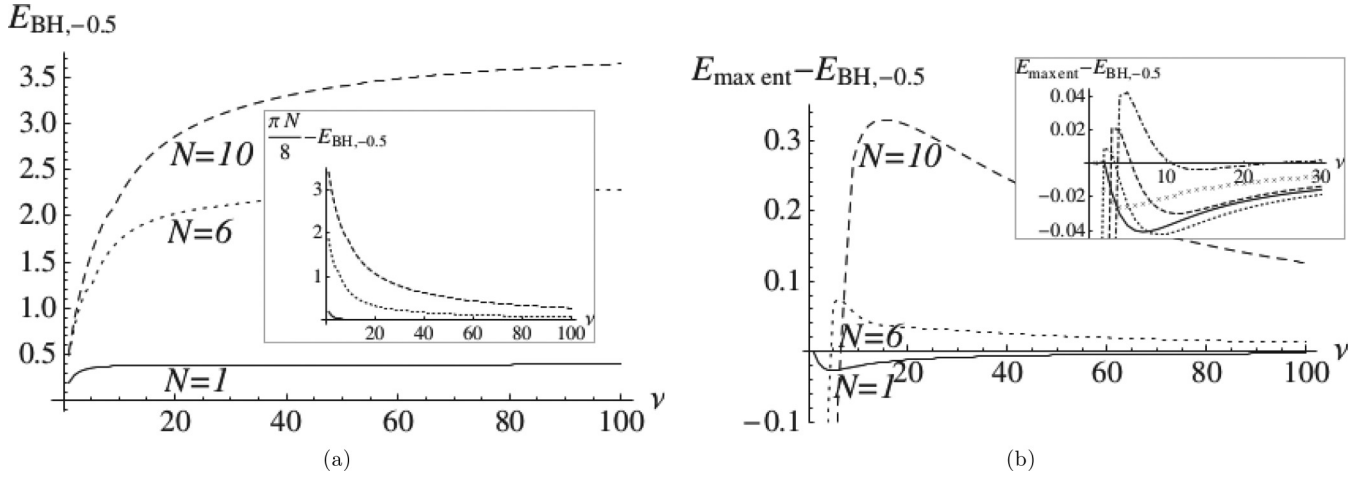 E_BH,−0.5
3.5
3.0
2.5
2.0
1.5
1.0
0.5
20 40 60 80 100 ν
N=10
N=6
N=1
πN/8 −E_BH,−0.5
3
2
1
20 40 60 80 100 ν
(a)
E_max ent−E_BH,−0.5
0.3
0.2
0.1
−0.1
20 40 60 80 100 ν
N=10
N=6
N=1
E_max ent−E_BH,−0.5
0.04
0.02
−0.02
−0.04
10 20 30 ν
(b)